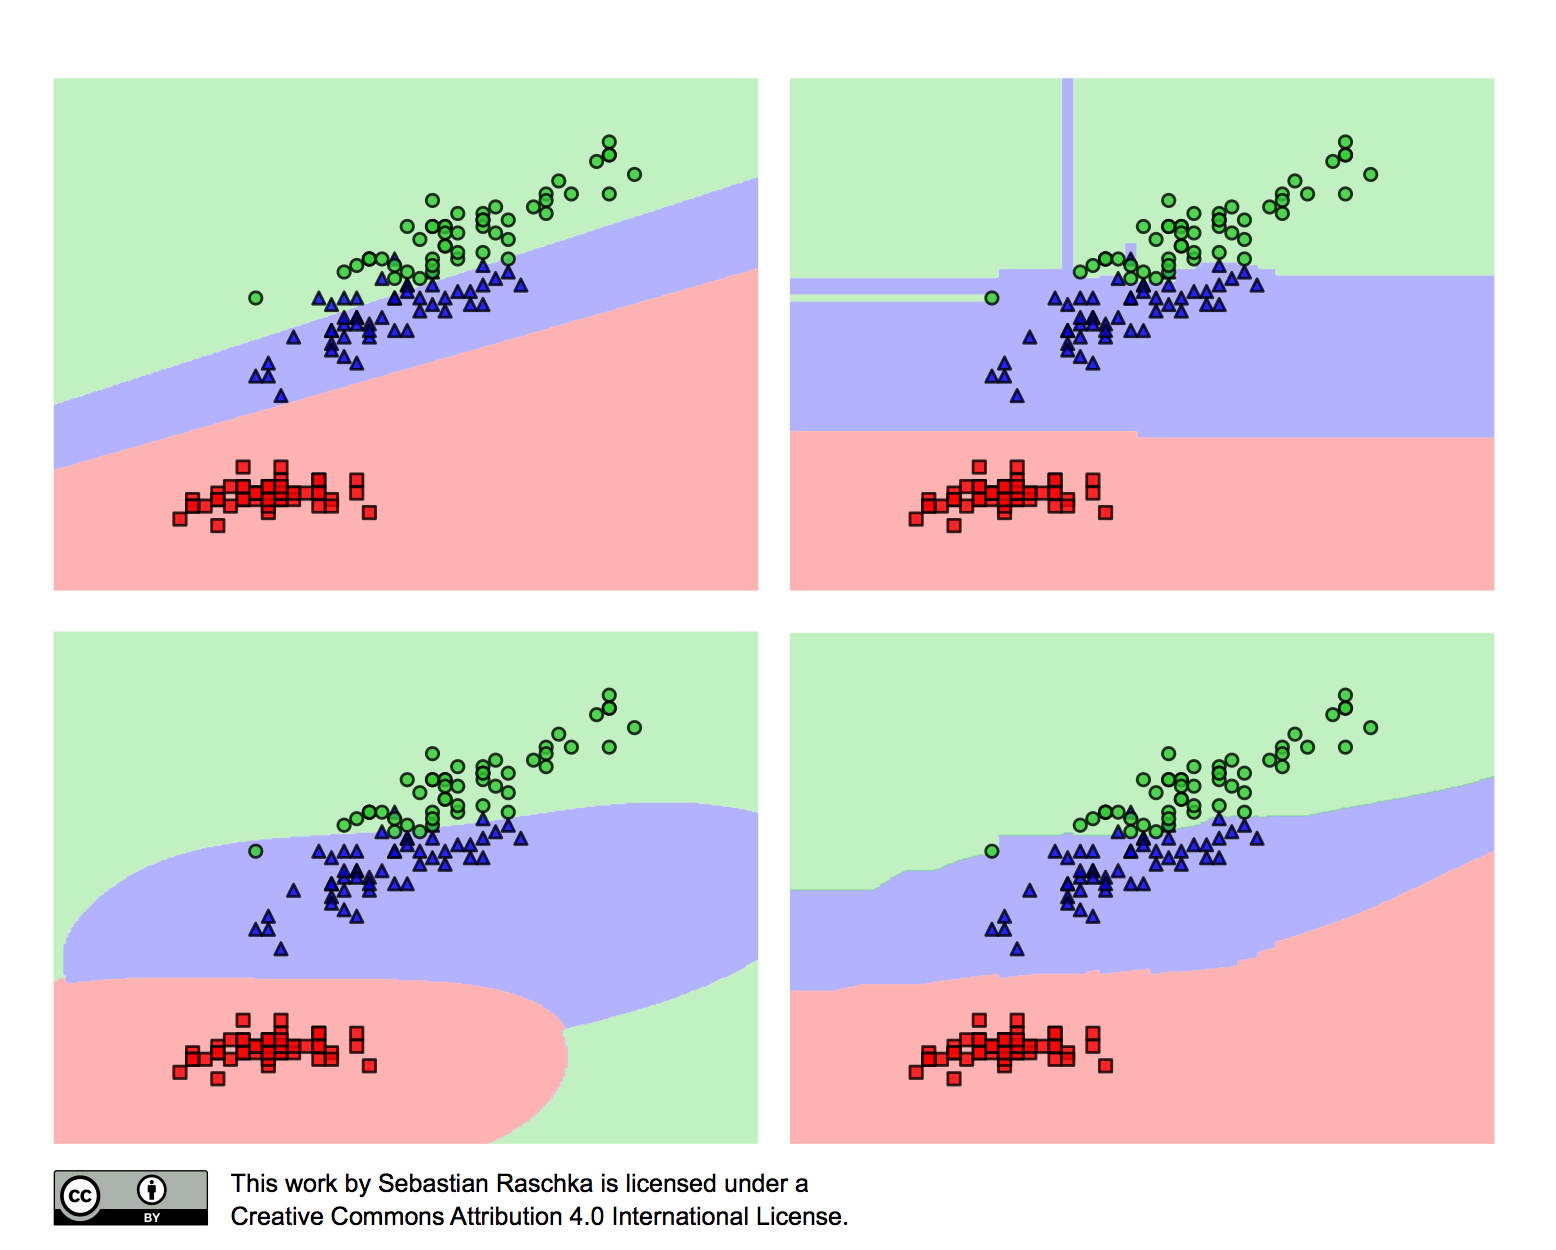 cc
BY
This work by Sebastian Raschka is licensed under a
Creative Commons Attribution 4.0 International License.